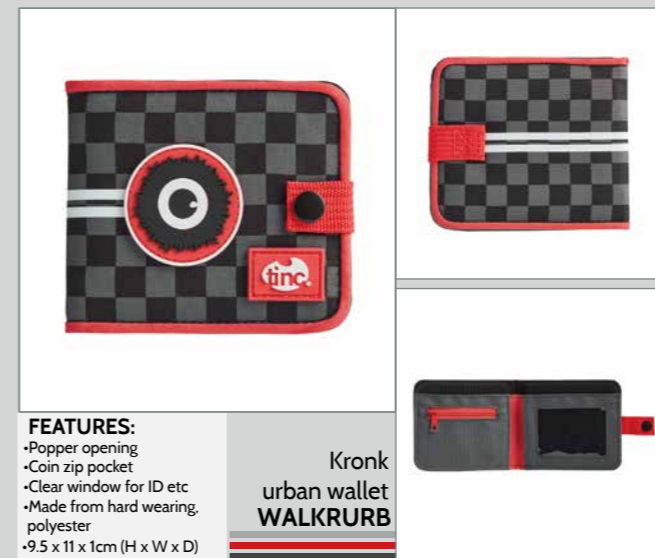 tinc
FEATURES:
•Popper opening
•Coin zip pocket
•Clear window for ID etc
•Made from hard wearing,
polyester
•9.5 x 11 x 1cm (H x W x D)
Kronk
urban wallet
WALKRURB